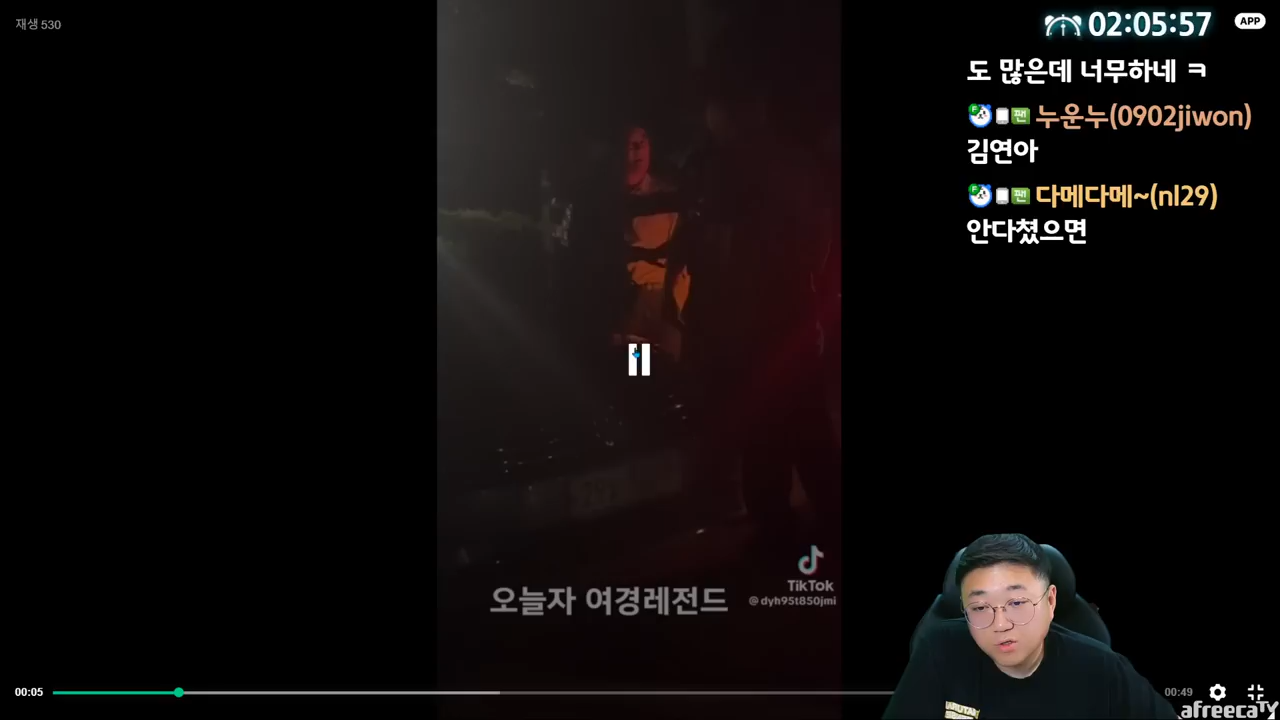 재생 530
02:05:57
APP
도 많은데 너무하네 ㅋ
누운누(0902jiwon)
김연아
다메다메~(nl29)
안다쳤으면
TikTok
@dyh95t850jmi
오늘자 여경레전드
00:05
00:49
afreecaTV